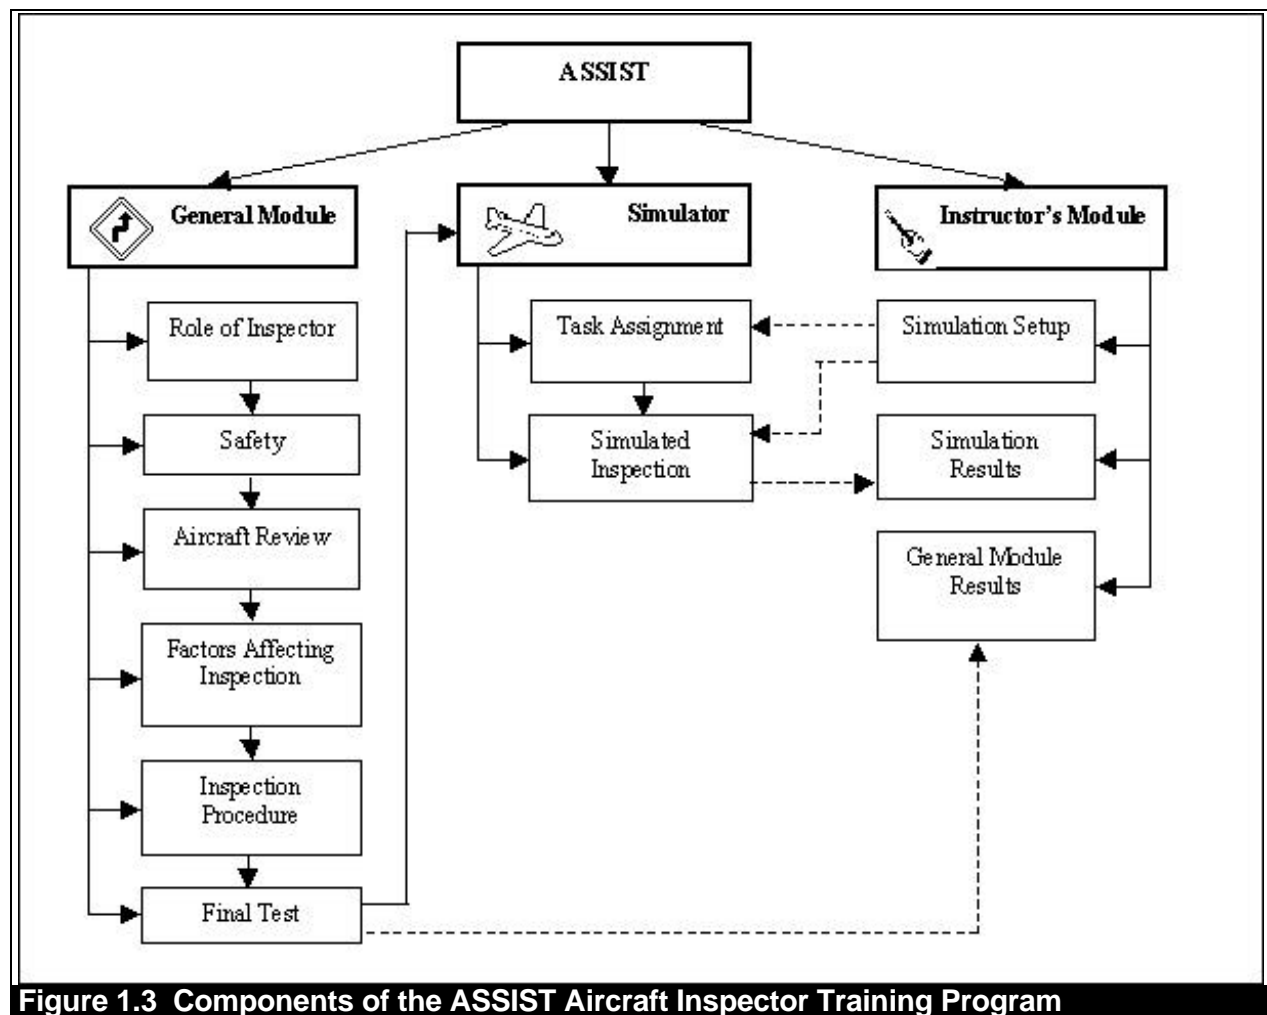 ASSIST
General Module
Simulator
Instructor's Module
Role of Inspector
Safety
Aircraft Review
Factors Affecting
Inspection
Inspection
Procedure
Final Test
Task Assignment
Simulated
Inspection
Simulation Setup
Simulation
Results
General Module
Results
Figure 1.3 Components of the ASSIST Aircraft Inspector Training Program